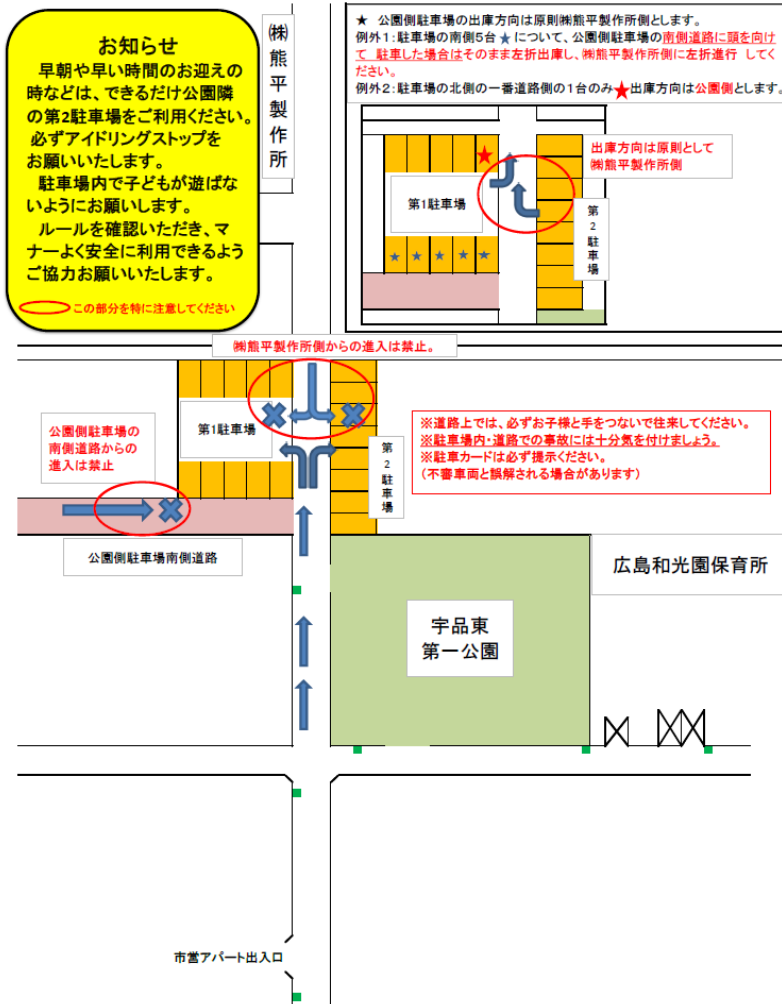 お知らせ
早朝や早い時間のお迎えの
時などは、できるだけ公園隣
の第2駐車場をご利用ください。
必ずアイドリングストップを
お願いいたします。
駐車場内で子どもが遊ばな
いようにお願いします。
ルールを確認いただき、マ
ナーよく安全に利用できるよう
ご協力お願いいたします。
この部分を特に注意してください
㈱熊平製作所
★ 公園側駐車場の出庫方向は原則㈱熊平製作所側とします。
例外1：駐車場の南側5台★について、公園側駐車場の南側道路に頭を向け
て 駐車した場合はそのまま左折出庫し、㈱熊平製作所側に左折進行 してく
ださい。
例外2：駐車場の北側の一番道路側の1台のみ★出庫方向は公園側とします。
出庫方向は原則として
㈱熊平製作所側
第1駐車場
第2駐車場
㈱熊平製作所側からの進入は禁止。
公園側駐車場の
南側道路からの
進入は禁止
第1駐車場
第2駐車場
※道路上では、必ずお子様と手をつないで往来してください。
※駐車場内・道路での事故には十分気を付けましょう。
※駐車カードは必ず提示ください。
(不審車両と誤解される場合があります)
公園側駐車場南側道路
広島和光園保育所
宇品東
第一公園
市営アパート出入口